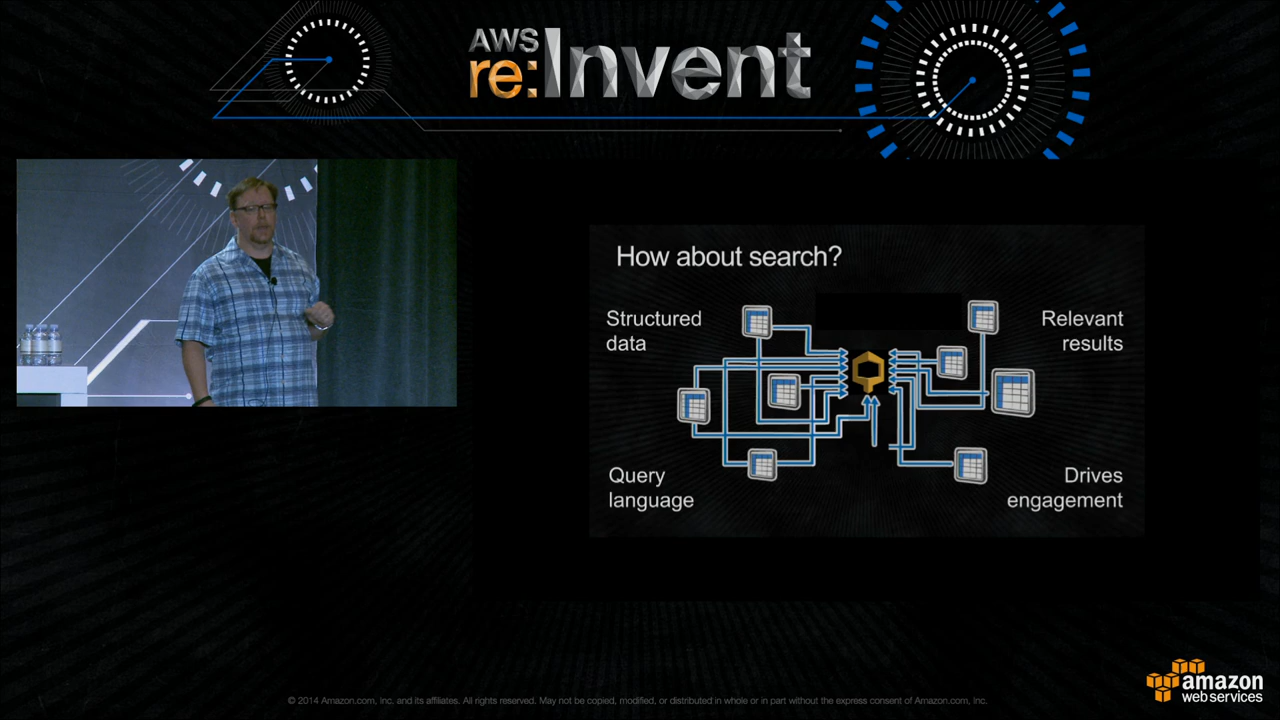 AWS
re:Invent
How about search?
Structured
data
Relevant
results
Query
language
Drives
engagement
© 2014 Amazon.com, Inc. and its affiliates. All rights reserved. May not be copied, modified, or distributed in whole or in part without the express consent of Amazon.com, Inc.
amazon
web services